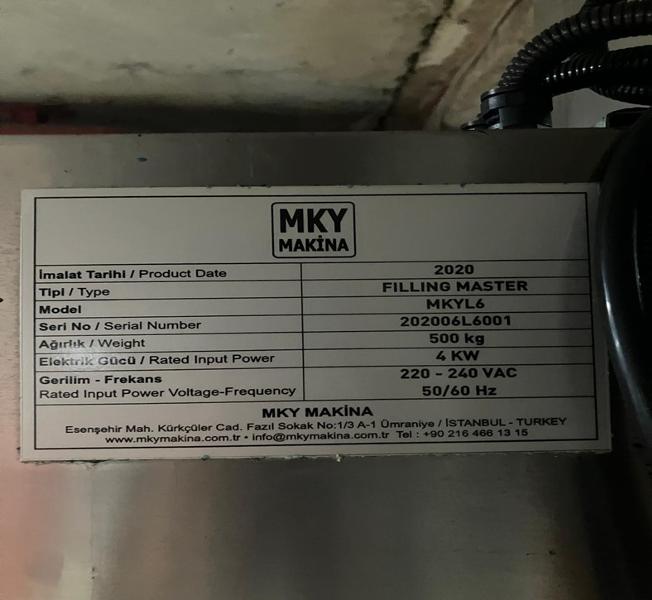 MKY
MAKİNA
İmalat Tarihi / Product Date 2020
Tipi / Type FILLING MASTER
Model MKYL6
Seri No / Serial Number 202006L6001
Ağırlık / Weight 500 kg
Elektrik Gücü / Rated Input Power 4 KW
Gerilim - Frekans 220 - 240 VAC
Rated Input Power Voltage-Frequency 50/60 Hz
MKY MAKİNA
Esenşehir Mah. Kürkçüler Cad. Fazıl Sokak No:1/3 A-1 Ümraniye / İSTANBUL - TURKEY
www.mkymakina.com.tr • info@mkymakina.com.tr Tel : +90 216 466 13 15